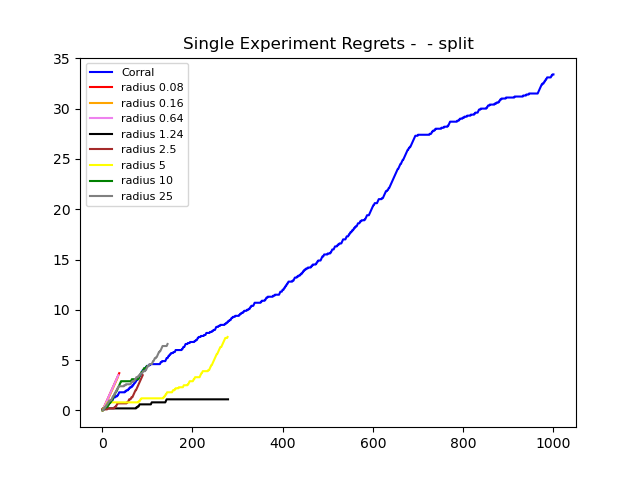 Single Experiment Regrets -  - split
35
30
25
20
15
10
5
0
Corral
radius 0.08
radius 0.16
radius 0.64
radius 1.24
radius 2.5
radius 5
radius 10
radius 25
0 200 400 600 800 1000